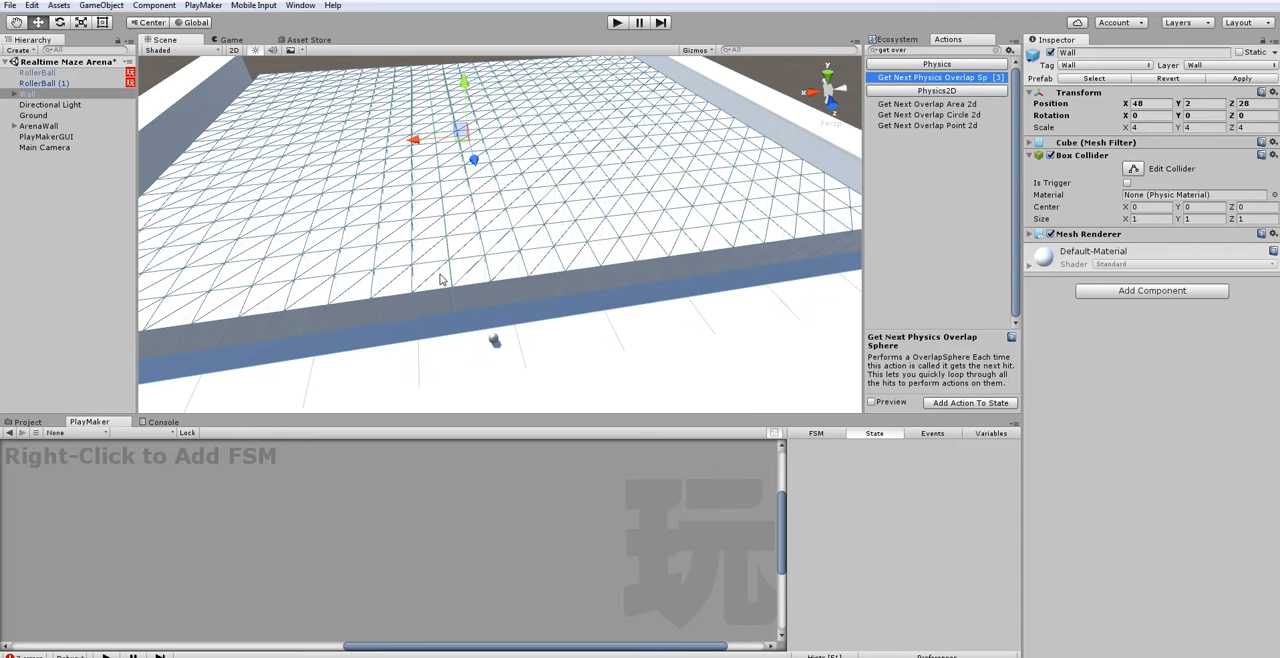 File Edit Assets GameObject Component PlayMaker Mobile Input Window Help
Center Global Account Layers Layout
Hierarchy Scene Game Asset Store Ecosystem Actions Inspector
Create All Shaded 2D Gizmos All get over Wall Static
Realtime Maze Arena*
RollerBall
RollerBall (1)
Wall
Directional Light
Ground
ArenaWall
PlayMakerGUI
Main Camera
y
x
z
Persp
Physics
Get Next Physics Overlap Sp [3]
Physics2D
Get Next Overlap Area 2d
Get Next Overlap Circle 2d
Get Next Overlap Point 2d
Get Next Physics Overlap
Sphere
Performs a OverlapSphere Each time
this action is called it gets the next hit.
This lets you quickly loop through all
the hits to perform actions on them.
Preview Add Action To State
Tag Wall Layer Wall
Prefab Select Revert Apply
Transform
Position X 48 Y 2 Z 28
Rotation X 0 Y 0 Z 0
Scale X 4 Y 4 Z 4
Cube (Mesh Filter)
Box Collider
Edit Collider
Is Trigger
Material None (Physic Material)
Center X 0 Y 0 Z 0
Size X 1 Y 1 Z 1
Mesh Renderer
Default-Material
Shader Standard
Add Component
Project PlayMaker Console
None Lock FSM State Events Variables
Right-Click to Add FSM
玩
Debug Hints [F1] Preferences